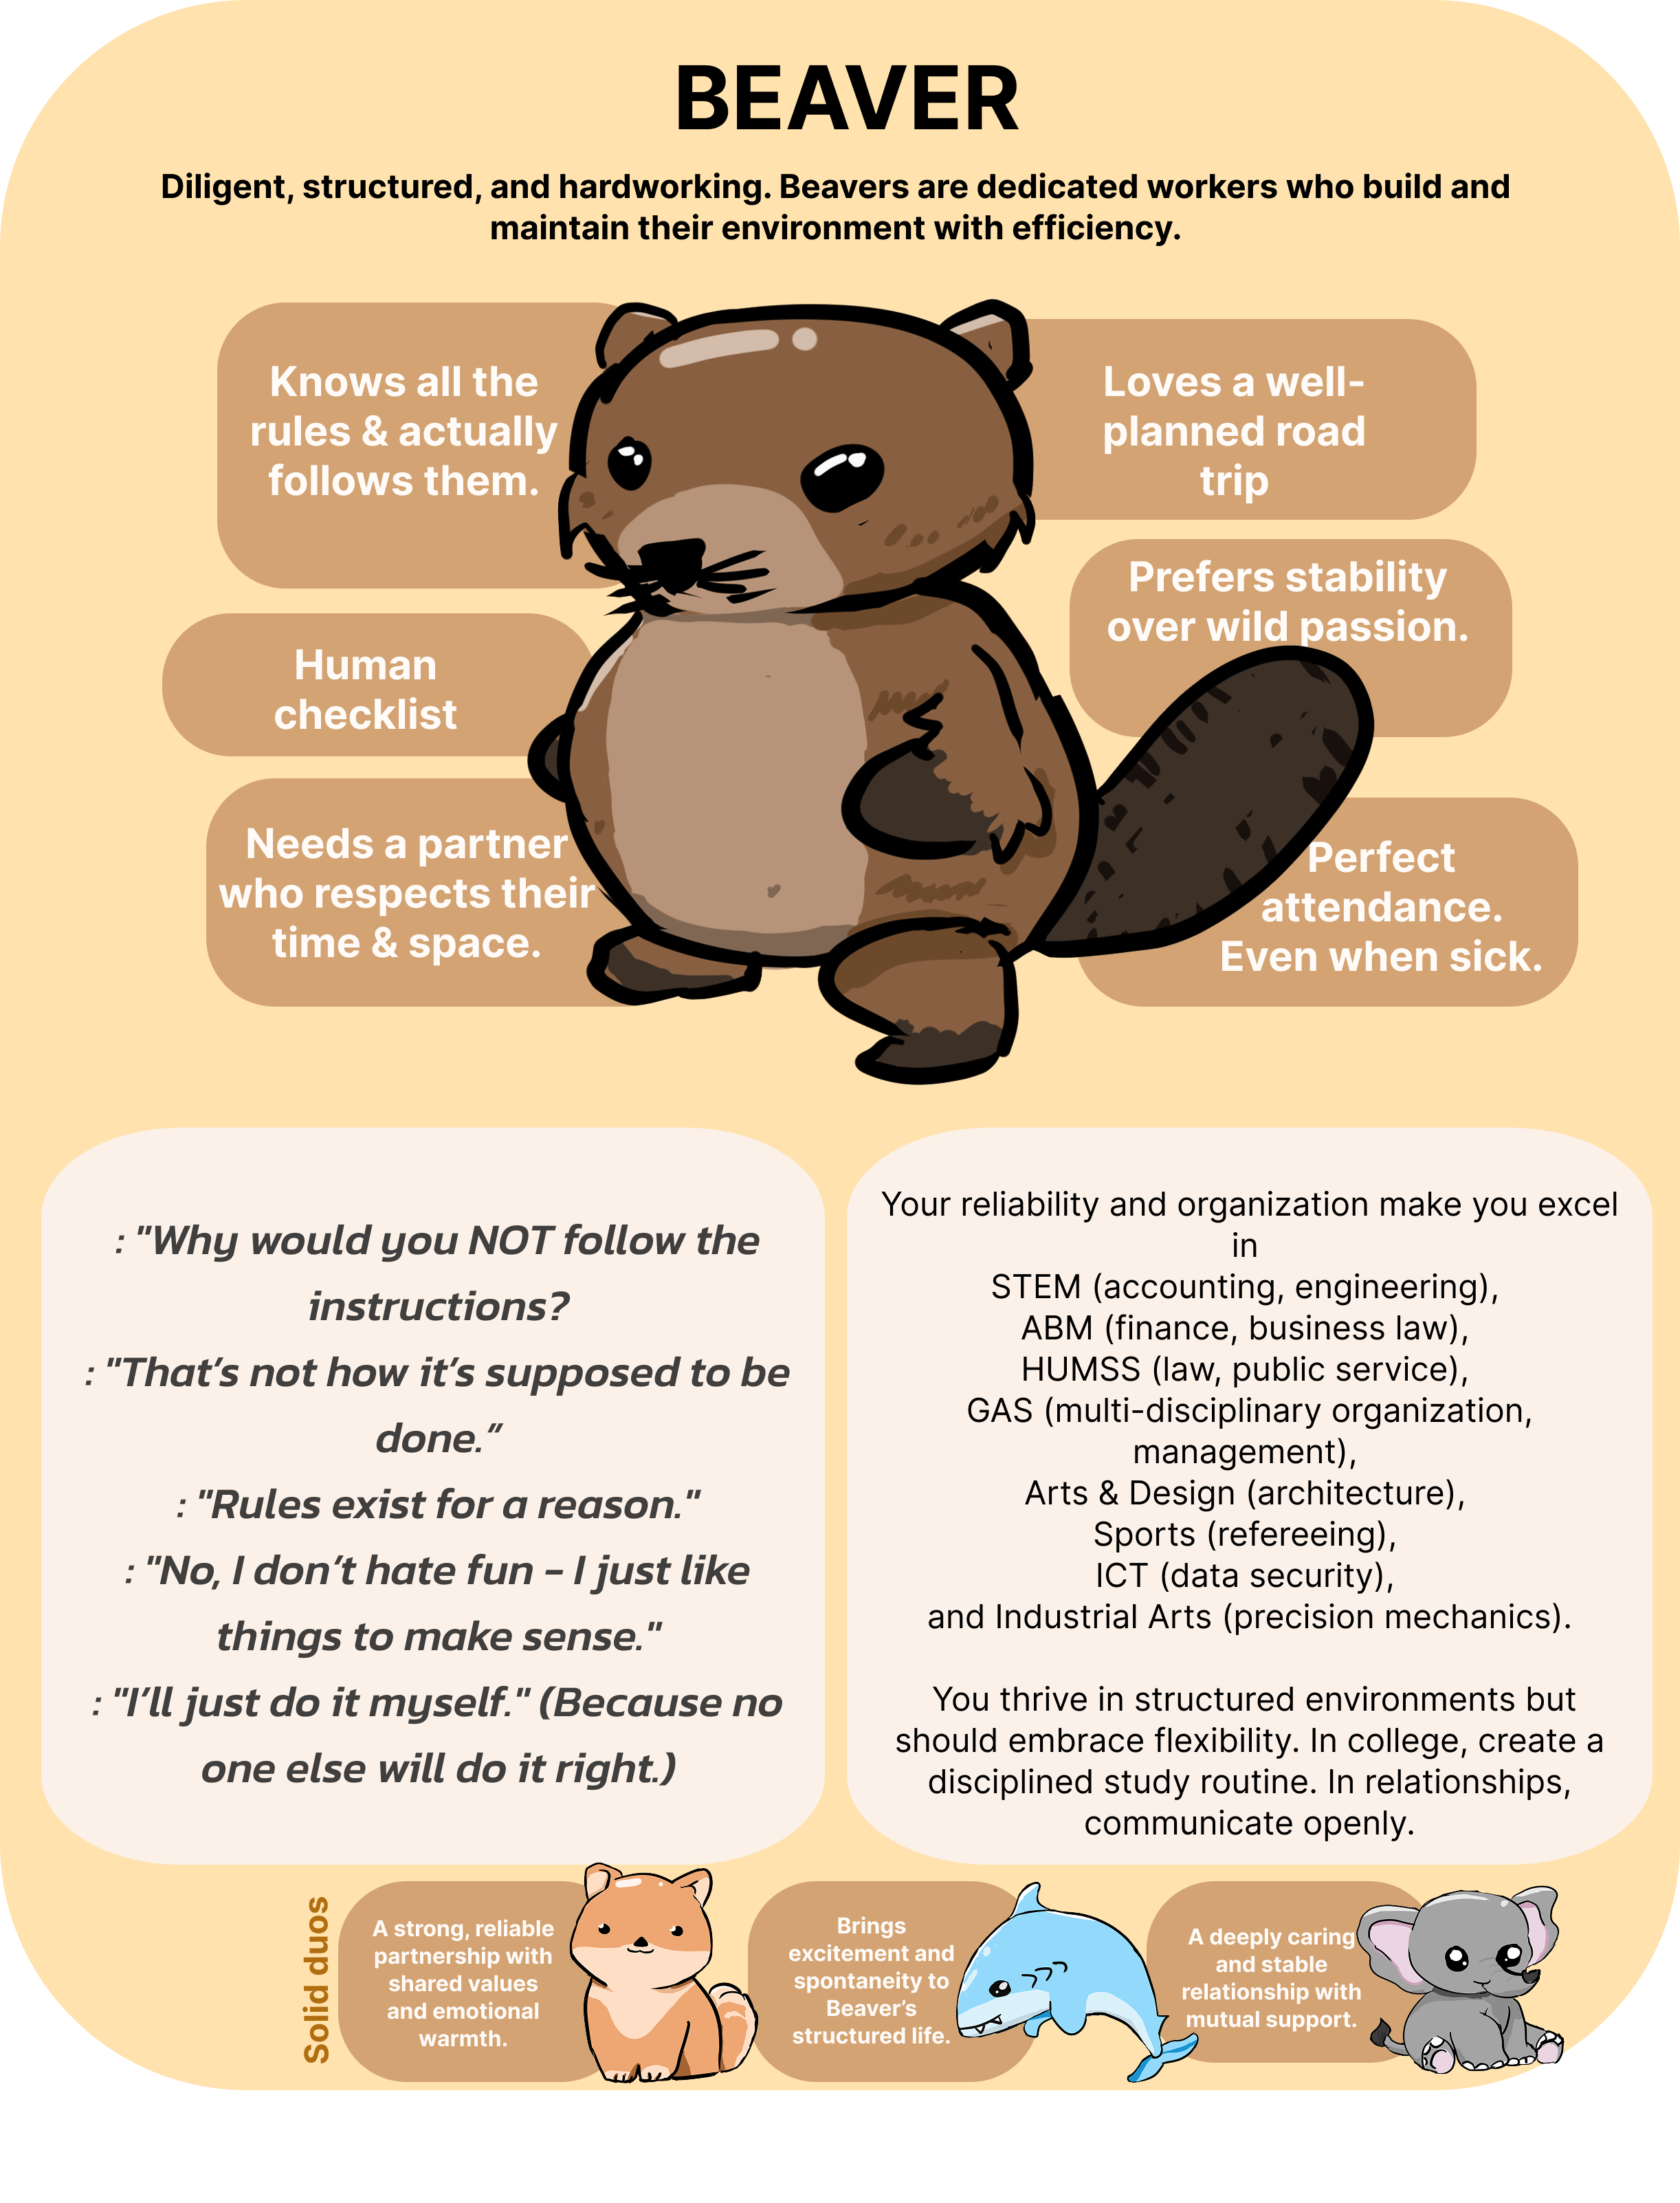 BEAVER
Diligent, structured, and hardworking. Beavers are dedicated workers who build and
maintain their environment with efficiency.
Knows all the
rules & actually
follows them.
Human
checklist
Needs a partner
who respects their
time & space.
Loves a well-
planned road
trip
Prefers stability
over wild passion.
Perfect
attendance.
Even when sick.
: "Why would you NOT follow the
instructions?
: "That's not how it's supposed to be
done."
: "Rules exist for a reason."
: "No, I don't hate fun – I just like
things to make sense."
: "I'll just do it myself." (Because no
one else will do it right.)
Your reliability and organization make you excel
in
STEM (accounting, engineering),
ABM (finance, business law),
HUMSS (law, public service),
GAS (multi-disciplinary organization,
management),
Arts & Design (architecture),
Sports (refereeing),
ICT (data security),
and Industrial Arts (precision mechanics).
You thrive in structured environments but
should embrace flexibility. In college, create a
disciplined study routine. In relationships,
communicate openly.
Solid duos
A strong, reliable
partnership with
shared values
and emotional
warmth.
Brings
excitement and
spontaneity to
Beaver's
structured life.
A deeply caring
and stable
relationship with
mutual support.